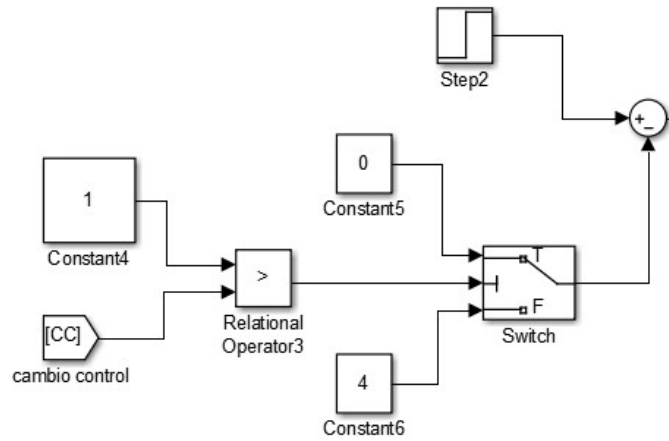 Step2
+
−
0
Constant5
1
Constant4
>
Relational
Operator3
[CC]
cambio control
T
F
Switch
4
Constant6